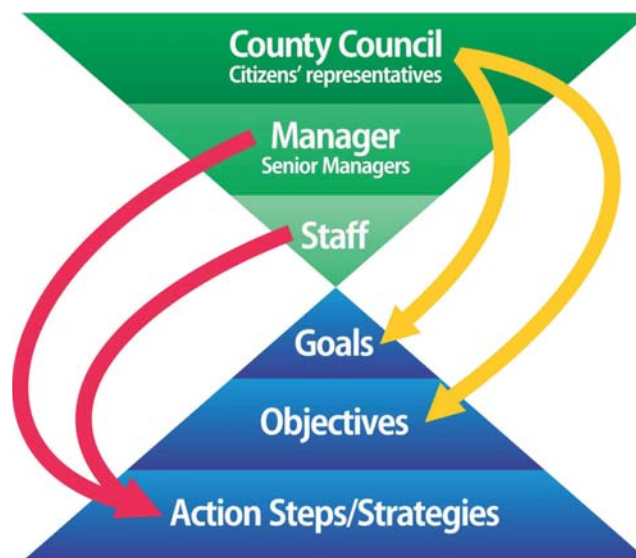 County Council
Citizens’ representatives
Manager
Senior Managers
Staff
Goals
Objectives
Action Steps/Strategies